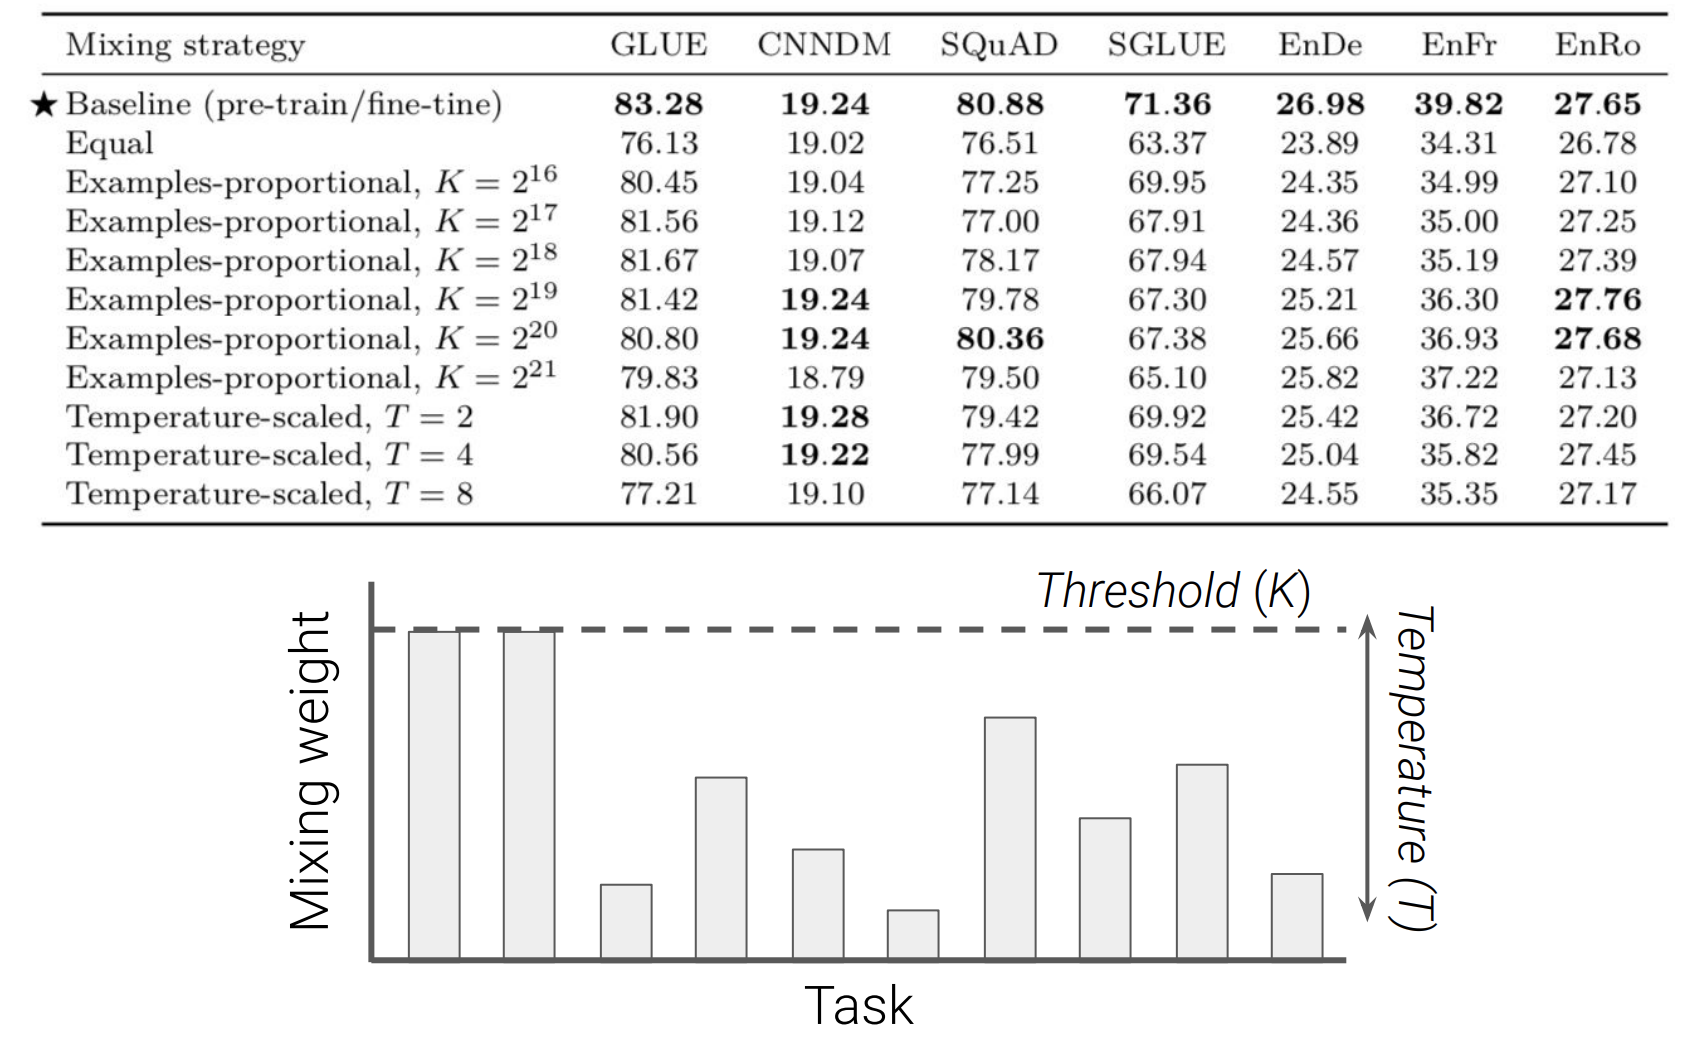 Mixing strategy GLUE CNNDM SQuAD SGLUE EnDe EnFr EnRo
★ Baseline (pre-train/fine-tine) 83.28 19.24 80.88 71.36 26.98 39.82 27.65
Equal 76.13 19.02 76.51 63.37 23.89 34.31 26.78
Examples-proportional, K = 2^16 80.45 19.04 77.25 69.95 24.35 34.99 27.10
Examples-proportional, K = 2^17 81.56 19.12 77.00 67.91 24.36 35.00 27.25
Examples-proportional, K = 2^18 81.67 19.07 78.17 67.94 24.57 35.19 27.39
Examples-proportional, K = 2^19 81.42 19.24 79.78 67.30 25.21 36.30 27.76
Examples-proportional, K = 2^20 80.80 19.24 80.36 67.38 25.66 36.93 27.68
Examples-proportional, K = 2^21 79.83 18.79 79.50 65.10 25.82 37.22 27.13
Temperature-scaled, T = 2 81.90 19.28 79.42 69.92 25.42 36.72 27.20
Temperature-scaled, T = 4 80.56 19.22 77.99 69.54 25.04 35.82 27.45
Temperature-scaled, T = 8 77.21 19.10 77.14 66.07 24.55 35.35 27.17
Threshold (K)
Mixing weight
Temperature (T)
Task